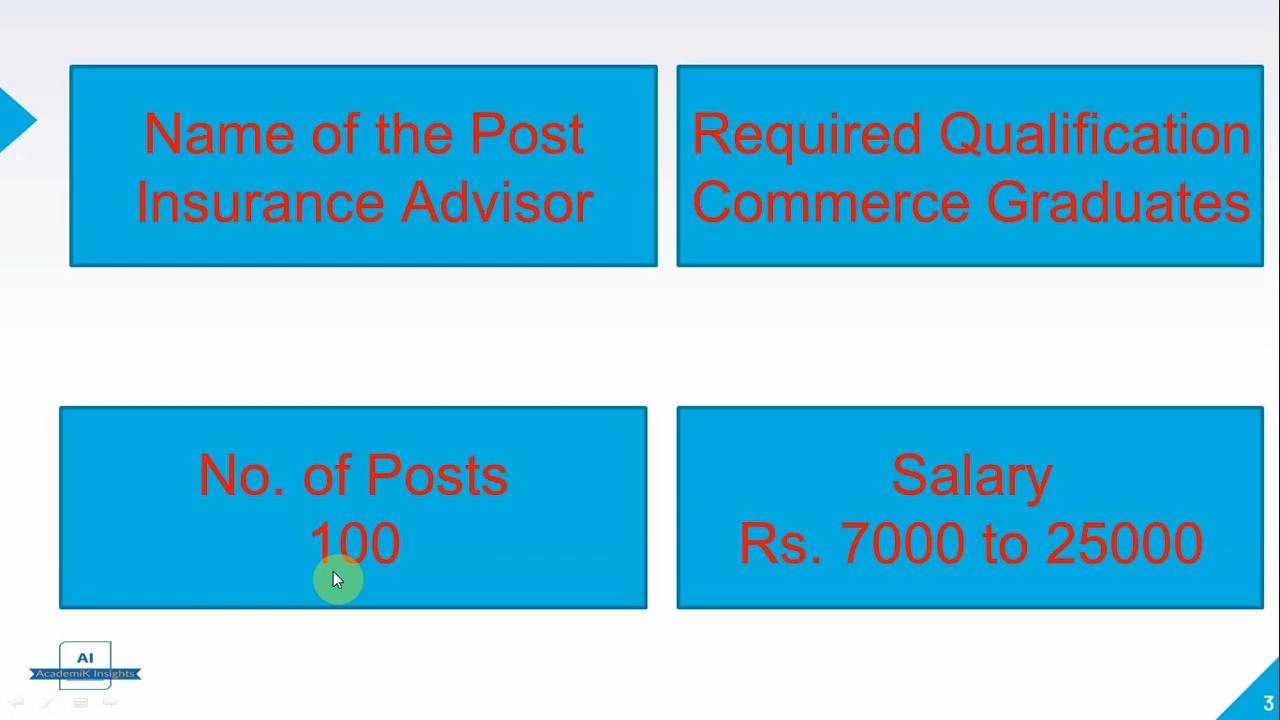 Name of the Post
Insurance Advisor
Required Qualification
Commerce Graduates
No. of Posts
100
Salary
Rs. 7000 to 25000
AI
AcademiK Insights
3